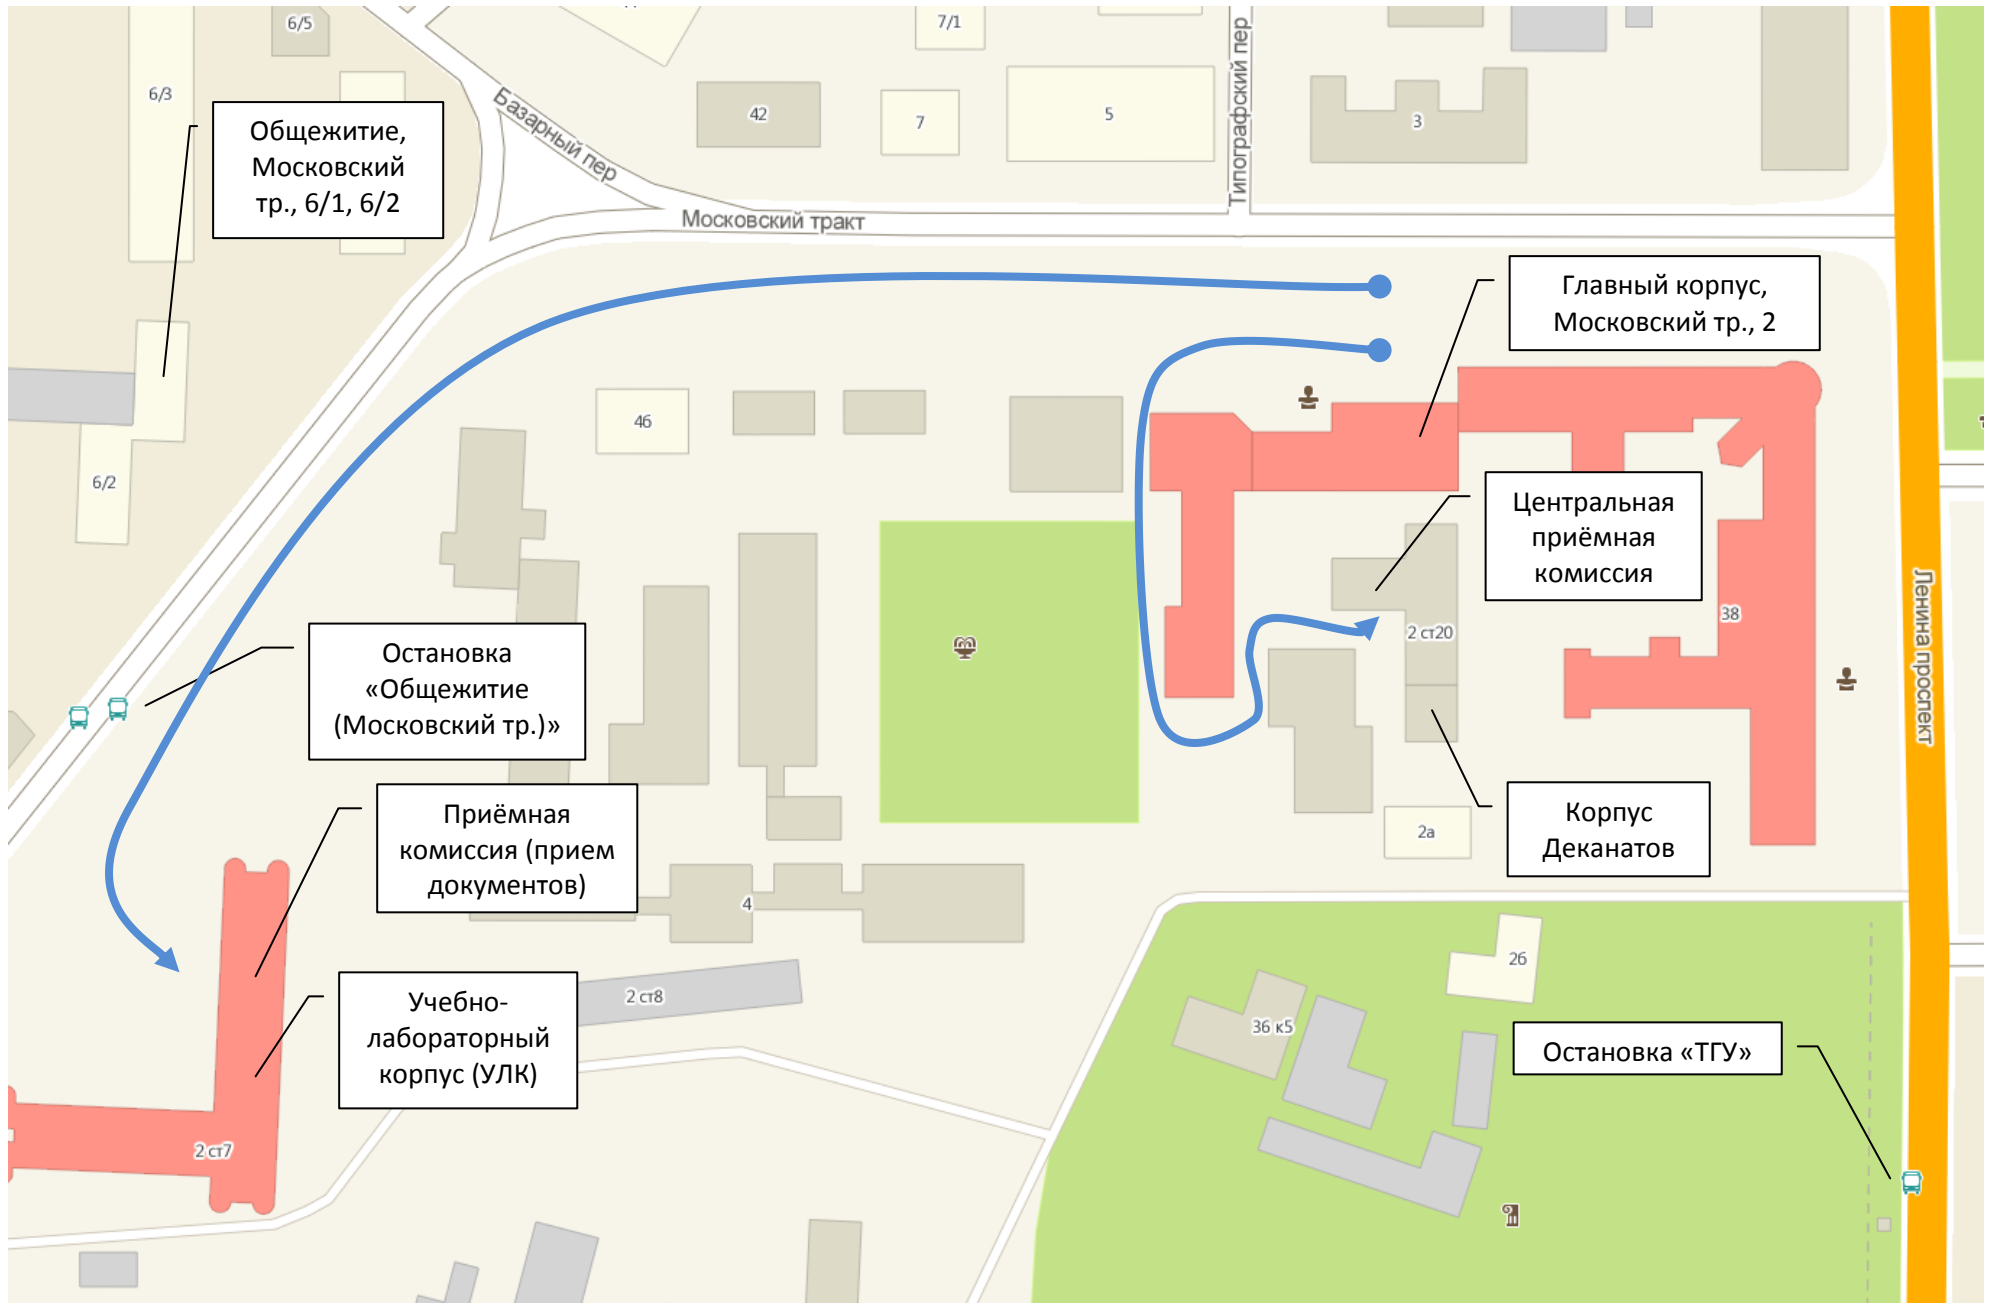 6/5
7/1
6/3
42
7
5
3
Базарный пер
Типографский пер
Общежитие,
Московский
тр., 6/1, 6/2
Московский тракт
Главный корпус,
Московский тр., 2
46
6/2
Центральная
приёмная
комиссия
Ленина проспект
38
2 ст20
Остановка
«Общежитие
(Московский тр.)»
Приёмная
комиссия (прием
документов)
Корпус
Деканатов
2а
4
2 ст8
26
36 к5
Учебно-
лабораторный
корпус (УЛК)
Остановка «ТГУ»
2 ст7